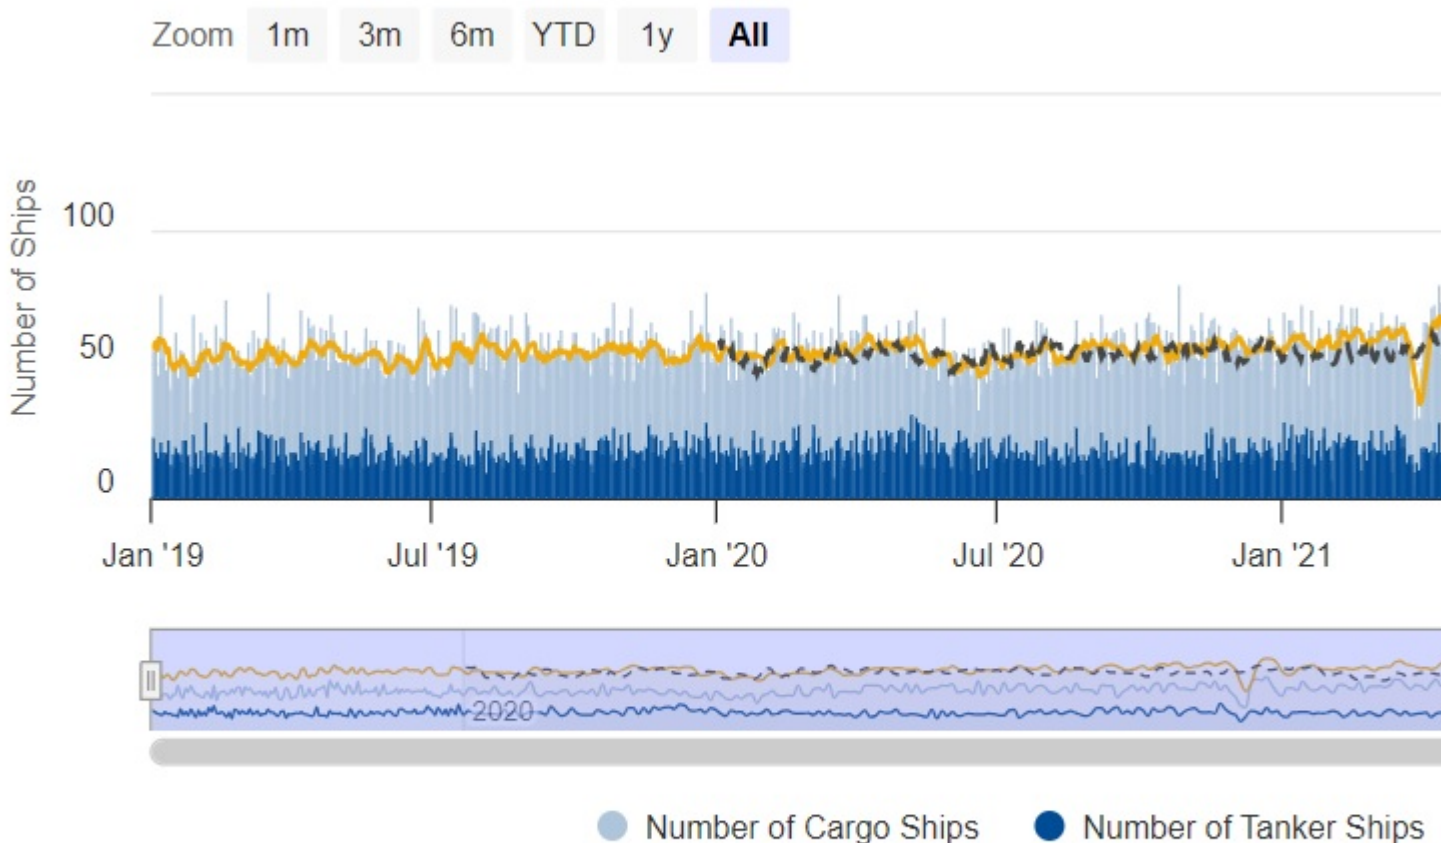 Zoom 1m 3m 6m YTD 1y All
Number of Ships
100
50
0
Jan '19 Jul '19 Jan '20 Jul '20 Jan '21
2020
Number of Cargo Ships Number of Tanker Ships